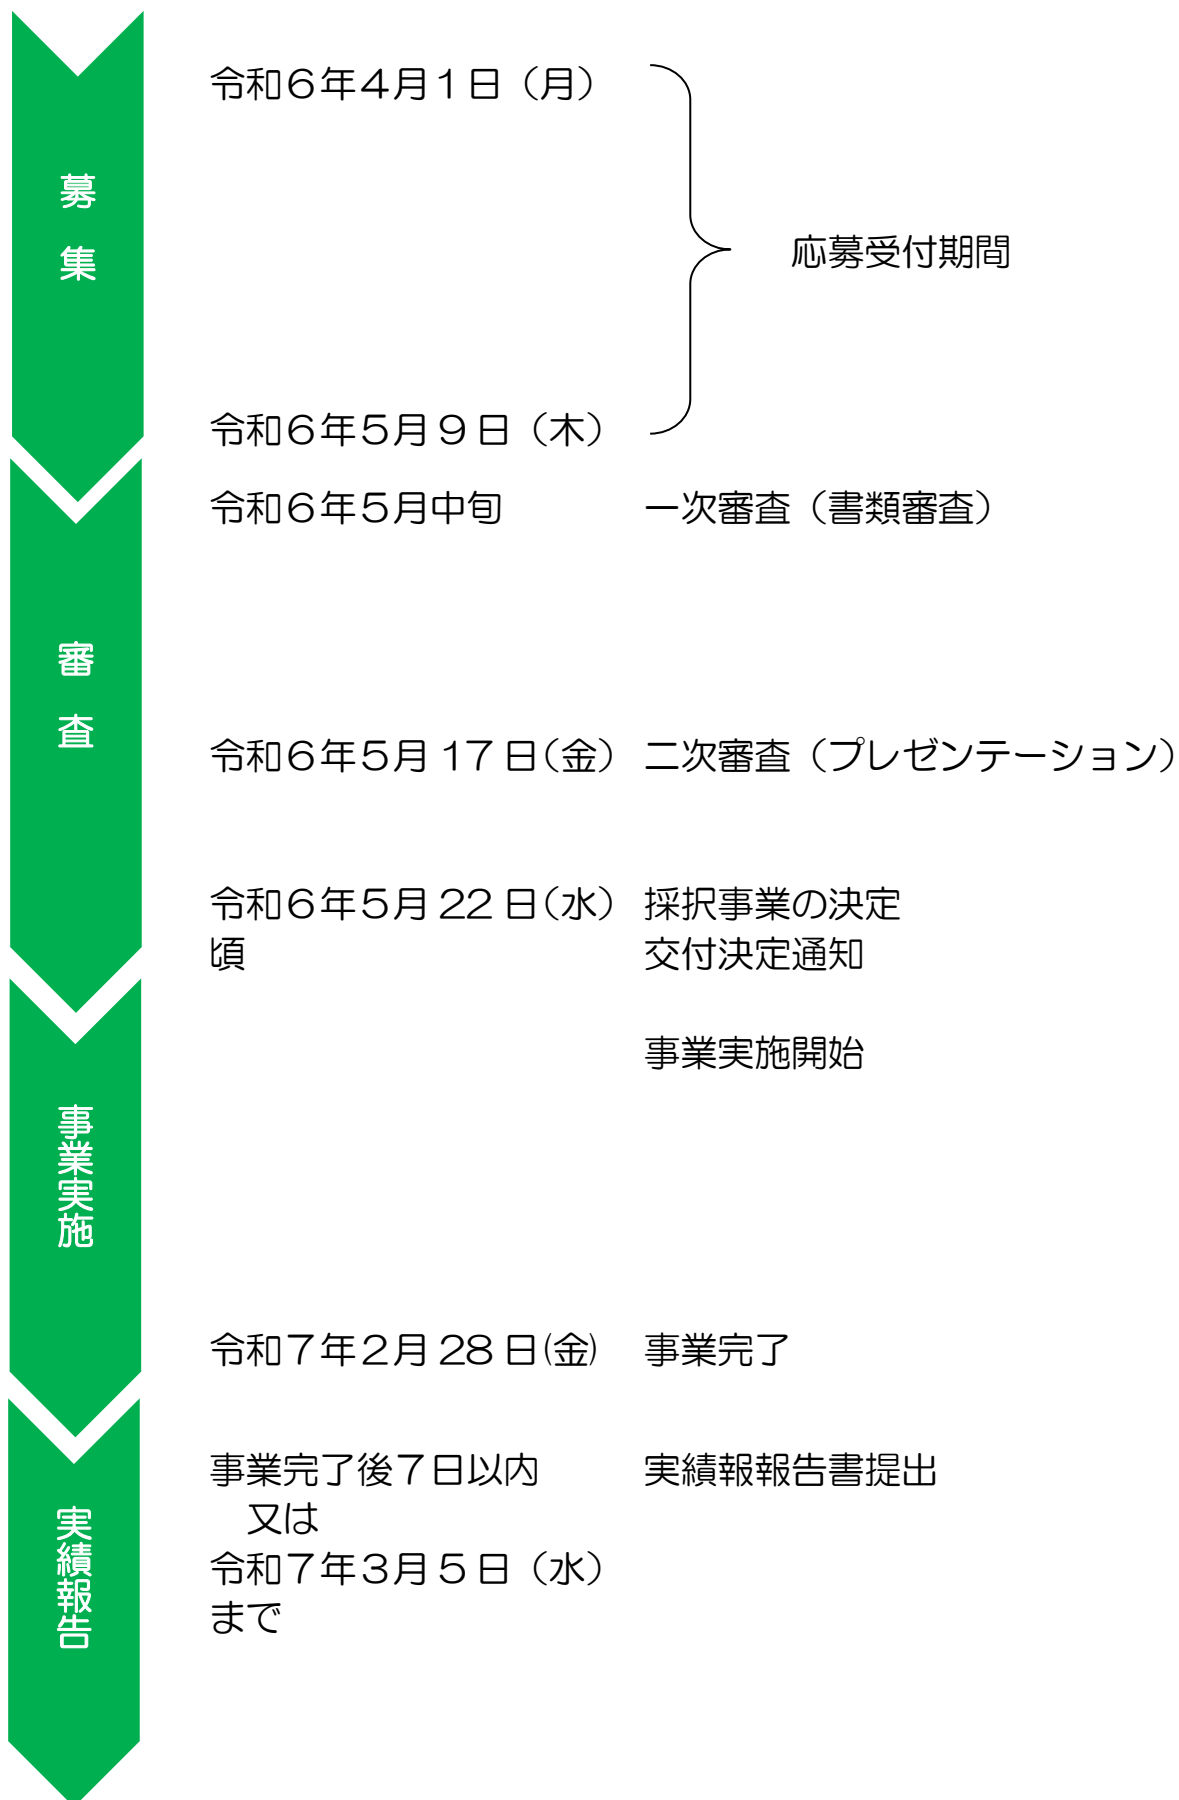 募集
令和６年４月１日（月）
応募受付期間
令和６年５月９日（木）
審査
令和６年５月中旬　一次審査（書類審査）
令和６年５月17日(金)　二次審査（プレゼンテーション）
令和６年５月22日(水)　採択事業の決定
頃　交付決定通知
事業実施
事業実施開始
令和７年２月28日(金)　事業完了
実績報告
事業完了後７日以内　実績報報告書提出
又は
令和７年３月５日（水）
まで